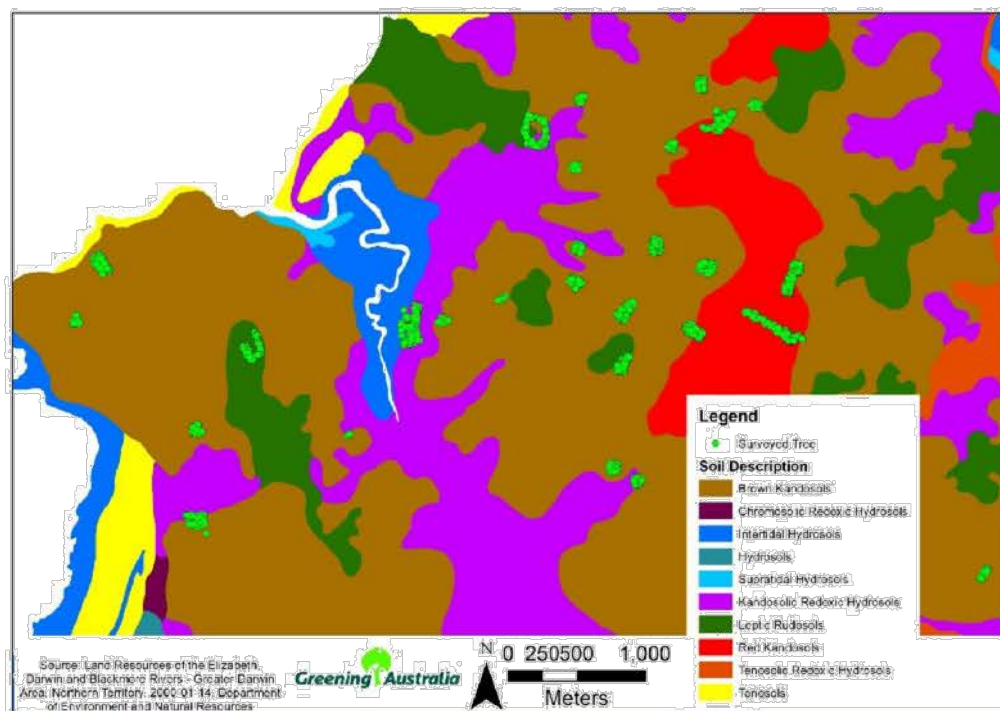 Legend
Surveyed Tree
Soil Description
Brown Kandosols
Chromosolic Redoxic Hydrosols
Intertidal Hydrosols
Hydrosols
Supratidal Hydrosols
Kandosolic Redoxic Hydrosols
Leptic Rudosols
Red Kandosols
Tenosolic Redoxic Hydrosols
Tenosols
Source: Land Resources of the Elizabeth,
Darwin and Blackmore Rivers - Greater Darwin
Area, Northern Territory. 2000-01-14. Department
of Environment and Natural Resources
Greening Australia
N
0 250500 1,000
Meters